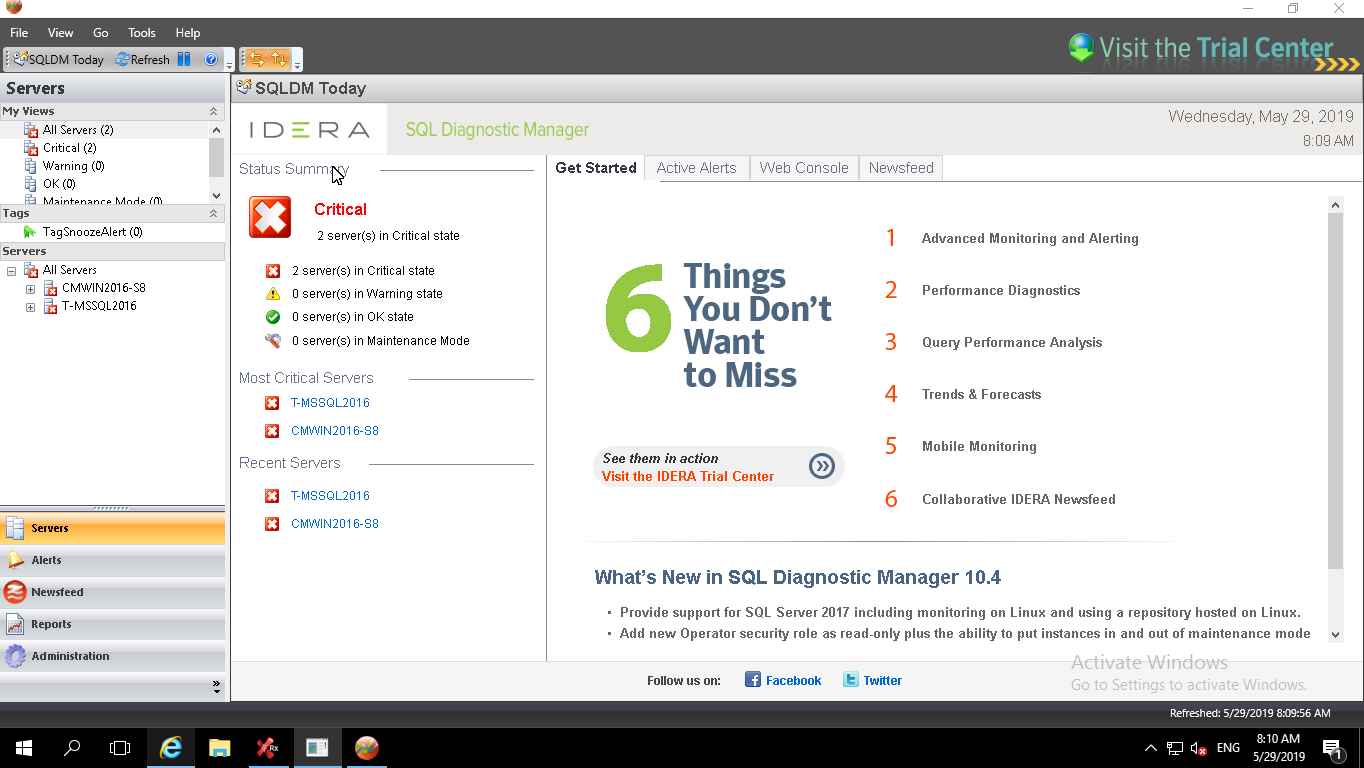 File View Go Tools Help
Visit the Trial Center
SQLDM Today Refresh
Servers
My Views
All Servers (2)
Critical (2)
Warning (0)
OK (0)
Maintenance Mode (0)
Tags
TagSnoozeAlert (0)
Servers
All Servers
CMWIN2016-S8
T-MSSQL2016
Servers
Alerts
Newsfeed
Reports
Administration
SQLDM Today
IDERA
SQL Diagnostic Manager
Wednesday, May 29, 2019
8:09 AM
Status Summary
Critical
2 server(s) in Critical state
2 server(s) in Critical state
0 server(s) in Warning state
0 server(s) in OK state
0 server(s) in Maintenance Mode
Most Critical Servers
T-MSSQL2016
CMWIN2016-S8
Recent Servers
T-MSSQL2016
CMWIN2016-S8
Get Started Active Alerts Web Console Newsfeed
6 Things
You Don't
Want
to Miss
See them in action
Visit the IDERA Trial Center
1 Advanced Monitoring and Alerting
2 Performance Diagnostics
3 Query Performance Analysis
4 Trends & Forecasts
5 Mobile Monitoring
6 Collaborative IDERA Newsfeed
What's New in SQL Diagnostic Manager 10.4
• Provide support for SQL Server 2017 including monitoring on Linux and using a repository hosted on Linux.
• Add new Operator security role as read-only plus the ability to put instances in and out of maintenance mode
Activate Windows
Go to Settings to activate Windows.
Follow us on: Facebook Twitter
Refreshed: 5/29/2019 8:09:56 AM
Rx
ENG
8:10 AM
5/29/2019
1